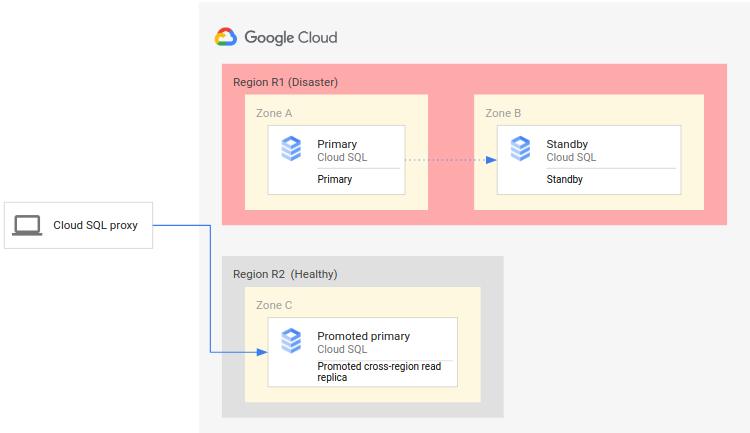 Google Cloud
Region R1 (Disaster)
Zone A
Primary
Cloud SQL
Primary
Zone B
Standby
Cloud SQL
Standby
Cloud SQL proxy
Region R2 (Healthy)
Zone C
Promoted primary
Cloud SQL
Promoted cross-region read
replica